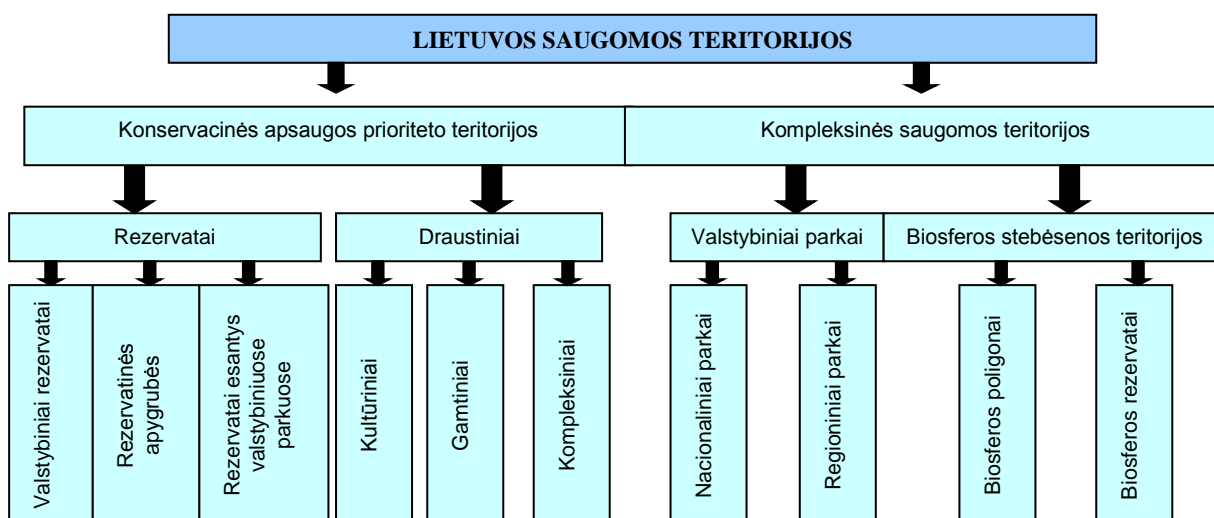 LIETUVOS SAUGOMOS TERITORIJOS
Konservacinės apsaugos prioriteto teritorijos
Kompleksinės saugomos teritorijos
Rezervatai
Draustiniai
Valstybiniai parkai
Biosferos stebėsenos teritorijos
Valstybiniai rezervatai
Rezervatinės
apygrubės
Rezervatai esantys
valstybiniuose
parkuose
Kultūriniai
Gamtiniai
Kompleksiniai
Nacionaliniai parkai
Regioniniai parkai
Biosferos poligonai
Biosferos rezervatai